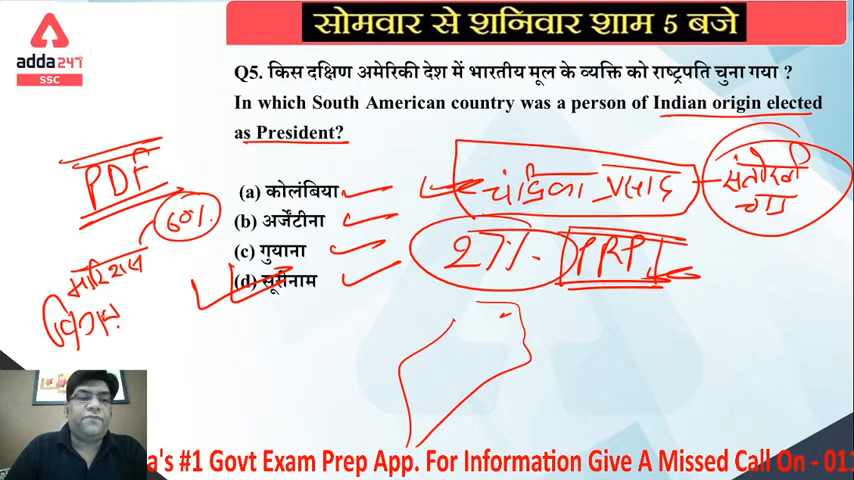 सोमवार से शनिवार शाम 5 बजे
adda247
SSC
Q5. किस दक्षिण अमेरिकी देश में भारतीय मूल के व्यक्ति को राष्ट्रपति चुना गया ?
In which South American country was a person of Indian origin elected
as President?
(a) कोलंबिया
(b) अर्जेंटीना
(c) गुयाना
(d) सूरीनाम
PDF
60%
चंद्रिका प्रसाद
संतोखी
27%
a's #1 Govt Exam Prep App. For Information Give A Missed Call On - 011